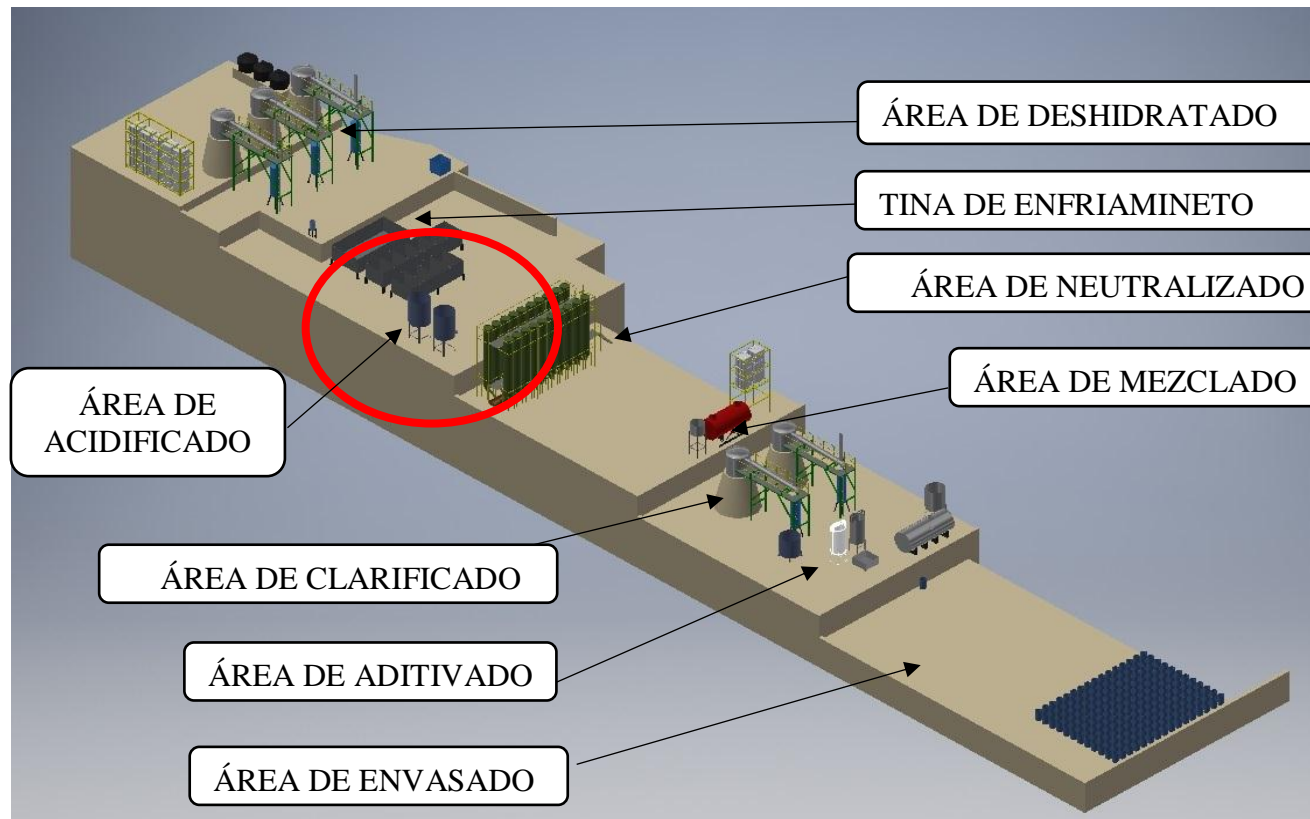 ÁREA DE DESHIDRATADO
TINA DE ENFRIAMINETO
ÁREA DE NEUTRALIZADO
ÁREA DE MEZCLADO
ÁREA DE
ACIDIFICADO
ÁREA DE CLARIFICADO
ÁREA DE ADITIVADO
ÁREA DE ENVASADO